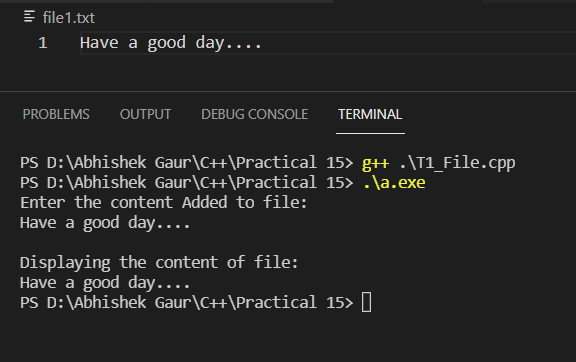 file1.txt
1 Have a good day....
PROBLEMS OUTPUT DEBUG CONSOLE TERMINAL
PS D:\Abhishek Gaur\C++\Practical 15> g++ .\T1_File.cpp
PS D:\Abhishek Gaur\C++\Practical 15> .\a.exe
Enter the content Added to file:
Have a good day....
Displaying the content of file:
Have a good day....
PS D:\Abhishek Gaur\C++\Practical 15>